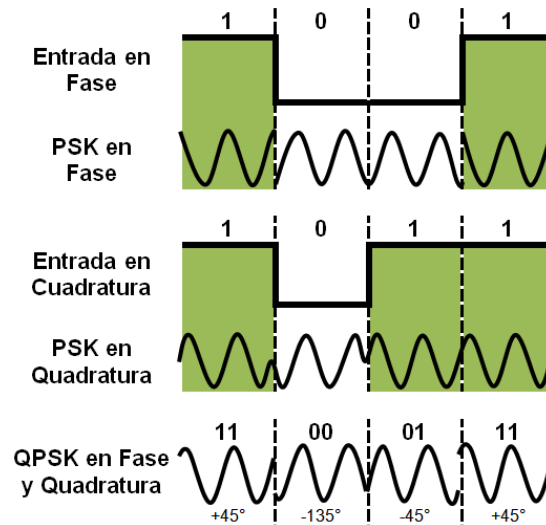 1 0 0 1
Entrada en
Fase
PSK en
Fase
1 0 1 1
Entrada en
Cuadratura
PSK en
Quadratura
11 00 01 11
QPSK en Fase
y Quadratura
+45° -135° -45° +45°